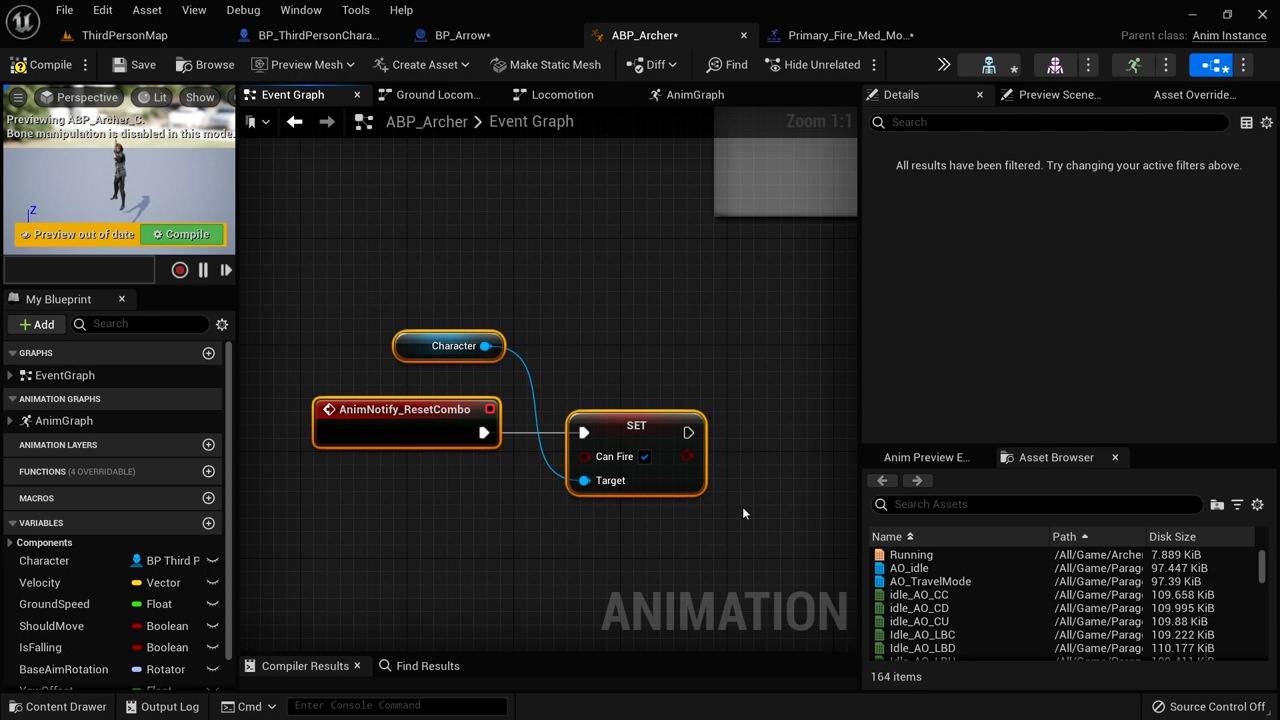 File Edit Asset View Debug Window Tools Help
ThirdPersonMap BP_ThirdPersonChara... BP_Arrow* ABP_Archer* Primary_Fire_Med_Mo...* Parent class: Anim Instance
Compile Save Browse Preview Mesh Create Asset Make Static Mesh Diff Find Hide Unrelated
Perspective Lit Show
Previewing ABP_Archer_C.
Bone manipulation is disabled in this mode.
Z
Preview out of date Compile
Event Graph Ground Locom... Locomotion AnimGraph
ABP_Archer > Event Graph Zoom 1:1
Character
AnimNotify_ResetCombo
SET
Can Fire
Target
ANIMATION
My Blueprint
+ Add Search
GRAPHS
EventGraph
ANIMATION GRAPHS
AnimGraph
ANIMATION LAYERS
FUNCTIONS (4 OVERRIDABLE)
MACROS
VARIABLES
Components
Character BP Third P
Velocity Vector
GroundSpeed Float
ShouldMove Boolean
IsFalling Boolean
BaseAimRotation Rotator
Compiler Results Find Results
Details Preview Scene... Asset Override...
Search
All results have been filtered. Try changing your active filters above.
Anim Preview E... Asset Browser
Search Assets
Name Path Disk Size
Running /All/Game/Archer 7.889 KiB
AO_idle /All/Game/Parag 97.447 KiB
AO_TravelMode /All/Game/Parag 97.39 KiB
idle_AO_CC /All/Game/Parag 109.658 KiB
idle_AO_CD /All/Game/Parag 109.995 KiB
idle_AO_CU /All/Game/Parag 109.88 KiB
Idle_AO_LBC /All/Game/Parag 109.222 KiB
Idle_AO_LBD /All/Game/Parag 110.177 KiB
164 items
Content Drawer Output Log Cmd Enter Console Command Source Control Off